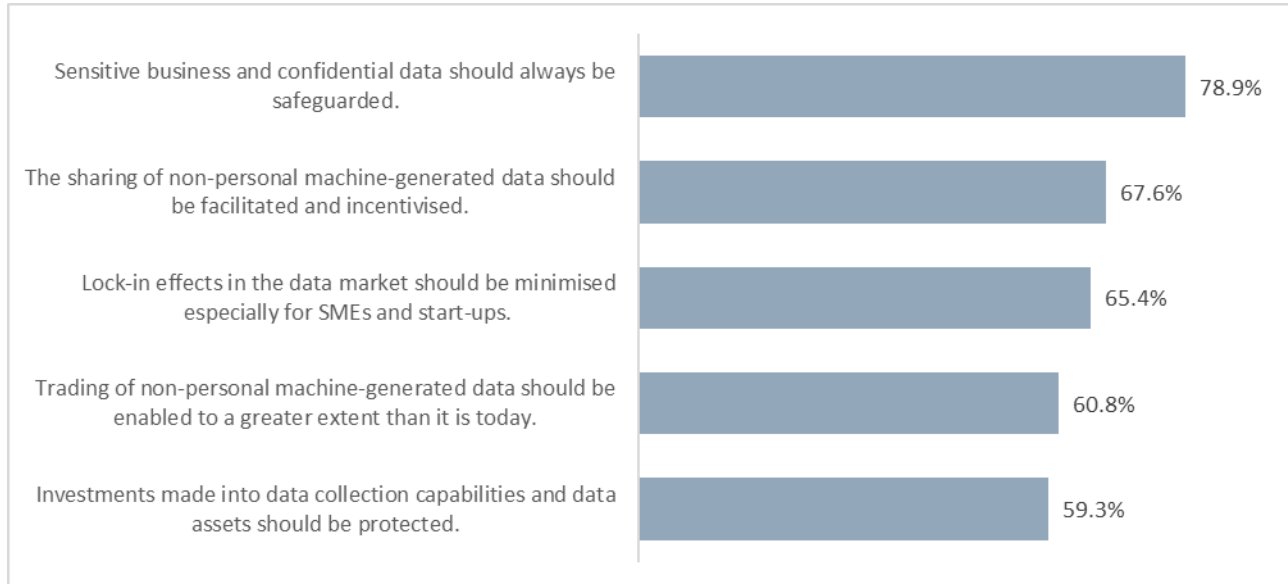 Sensitive business and confidential data should always be
safeguarded.
78.9%
The sharing of non-personal machine-generated data should
be facilitated and incentivised.
67.6%
Lock-in effects in the data market should be minimised
especially for SMEs and start-ups.
65.4%
Trading of non-personal machine-generated data should be
enabled to a greater extent than it is today.
60.8%
Investments made into data collection capabilities and data
assets should be protected.
59.3%